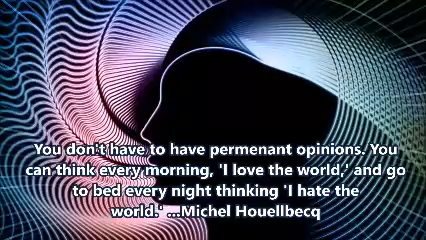 You don't have to have permenant opinions. You
can think every morning, 'I love the world,' and go
to bed every night thinking 'I hate the
world.' ...Michel Houellbecq